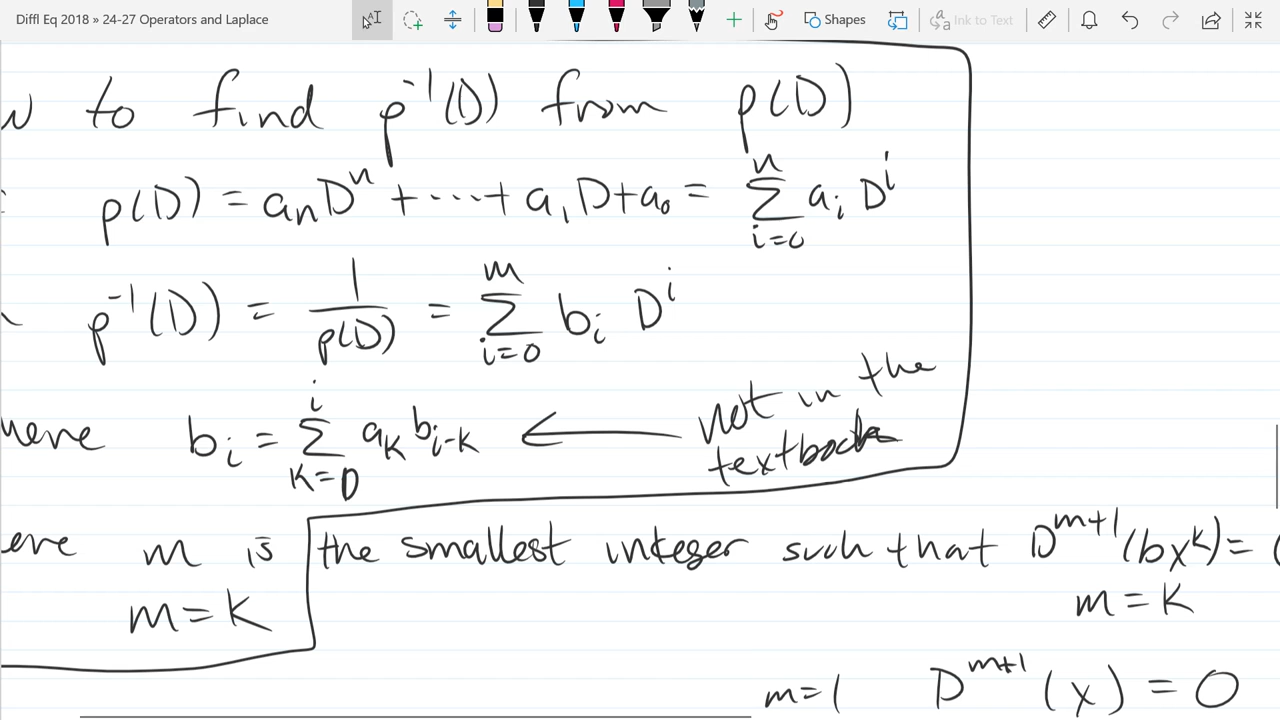 Diffl Eq 2018 » 24-27 Operators and Laplace
Shapes
Ink to Text
to find p⁻¹(D) from p(D)
p(D) = aₙDⁿ + ⋯ + a₁D + a₀ = ∑ᵢ₌₀ⁿ aᵢ Dⁱ
p⁻¹(D) = 1/p(D) = ∑ᵢ₌₀ᵐ bᵢ Dⁱ
here bᵢ = ∑ₖ₌₀ⁱ aₖ bᵢ₋ₖ ← not in the
textbook
ere m is the smallest integer such that Dᵐ⁺¹(bxᵏ) =
m = k
m = k
m = 1 Dᵐ⁺¹(x) = 0